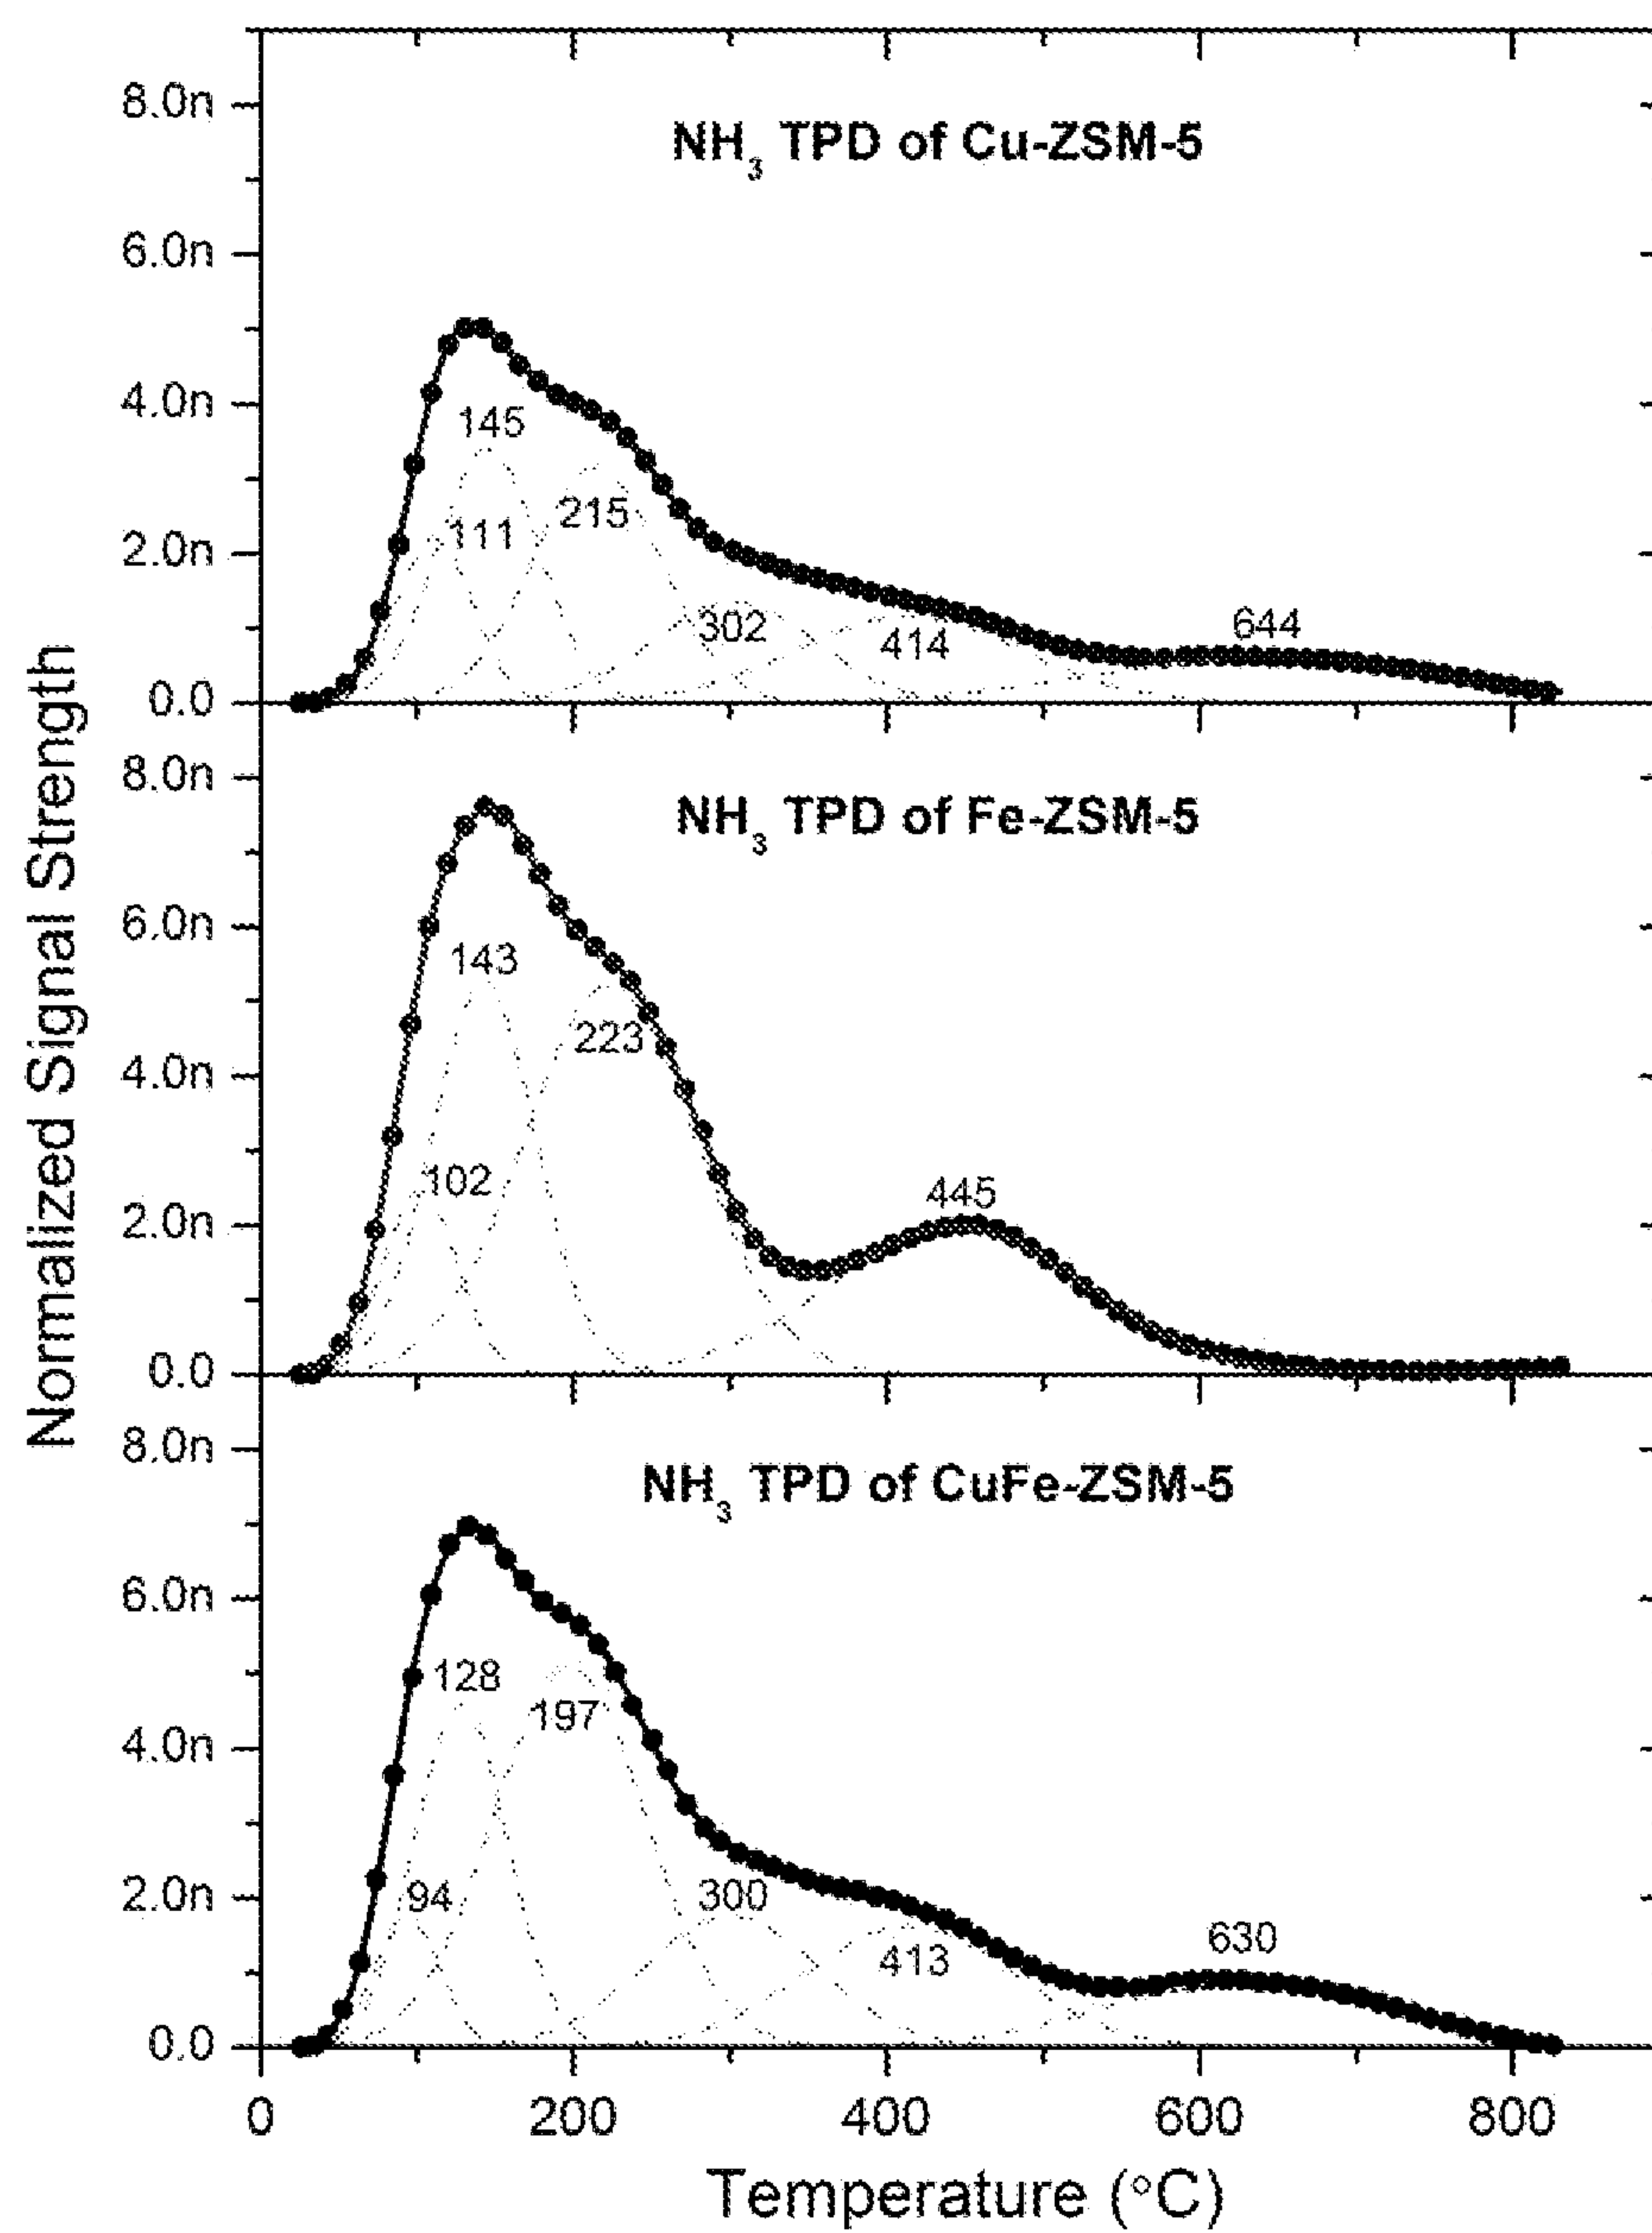 Normalized Signal Strength
8.0n
6.0n
4.0n
2.0n
0.0
NH₃ TPD of Cu-ZSM-5
145
111
215
302
414
644
8.0n
6.0n
4.0n
2.0n
0.0
NH₃ TPD of Fe-ZSM-5
143
102
223
445
8.0n
6.0n
4.0n
2.0n
0.0
NH₃ TPD of CuFe-ZSM-5
128
94
197
300
413
630
0 200 400 600 800
Temperature (°C)